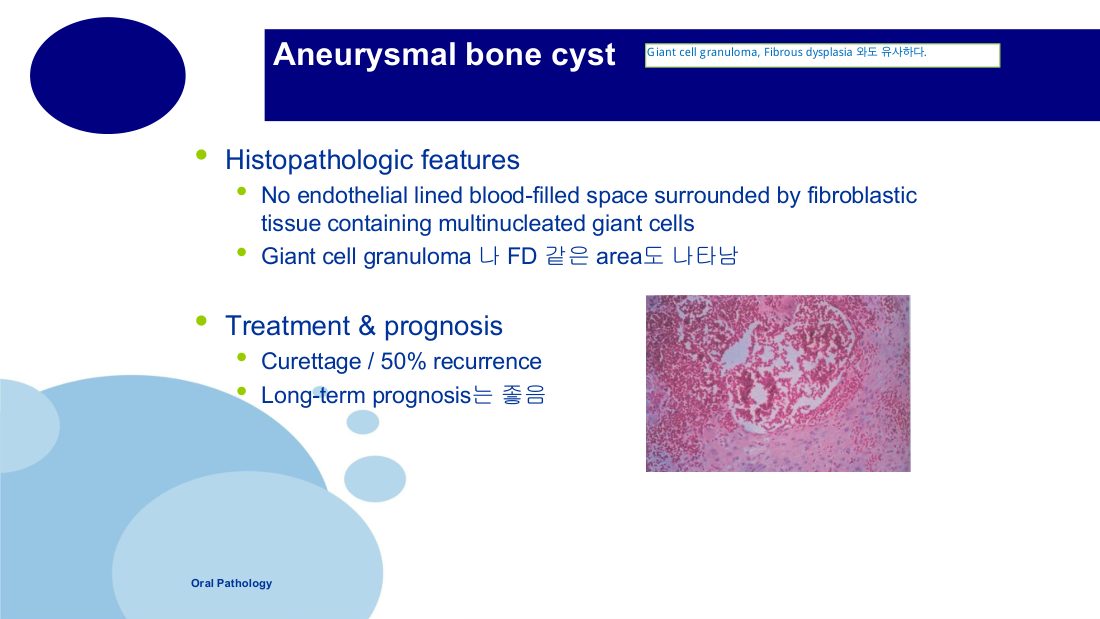 Aneurysmal bone cyst
Giant cell granuloma, Fibrous dysplasia 와도 유사하다.
Histopathologic features
No endothelial lined blood-filled space surrounded by fibroblastic
tissue containing multinucleated giant cells
Giant cell granuloma 나 FD 같은 area도 나타남
Treatment & prognosis
Curettage / 50% recurrence
Long-term prognosis는 좋음
Oral Pathology